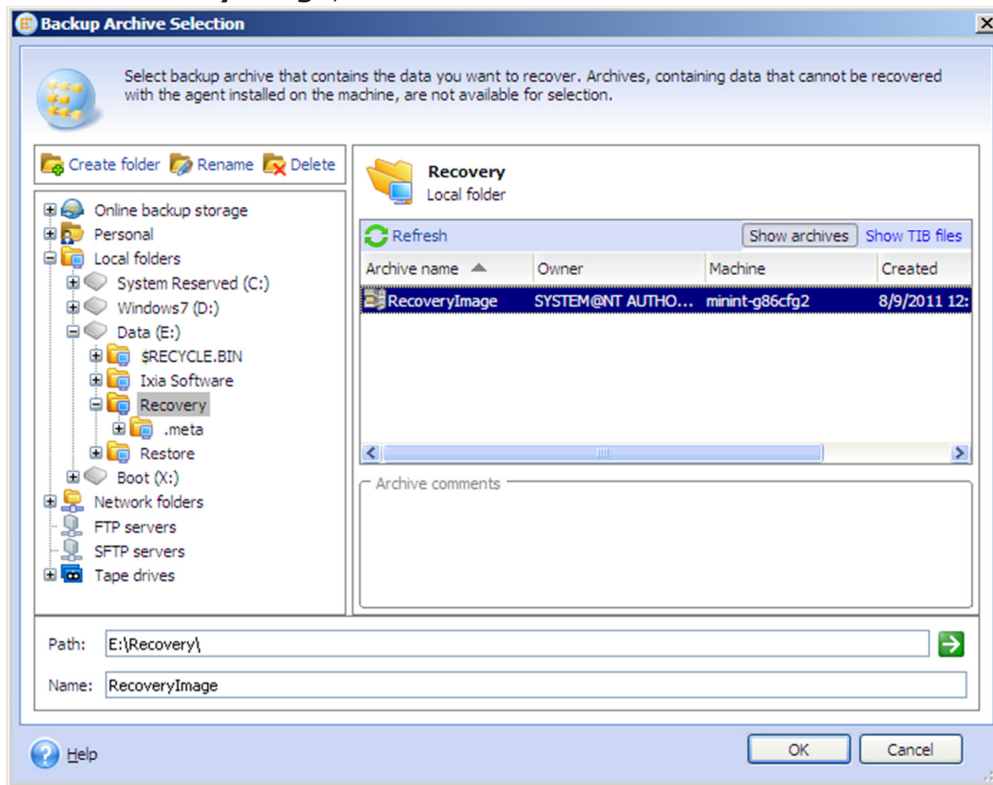 Backup Archive Selection
Select backup archive that contains the data you want to recover. Archives, containing data that cannot be recovered
with the agent installed on the machine, are not available for selection.
Create folder Rename Delete
Online backup storage
Personal
Local folders
System Reserved (C:)
Windows7 (D:)
Data (E:)
$RECYCLE.BIN
Ixia Software
Recovery
.meta
Restore
Boot (X:)
Network folders
FTP servers
SFTP servers
Tape drives
Recovery
Local folder
Refresh Show archives Show TIB files
Archive name Owner Machine Created
RecoveryImage SYSTEM@NT AUTHO... minint-g86cfg2 8/9/2011 12:
Archive comments
Path: E:\Recovery\
Name: RecoveryImage
Help OK Cancel